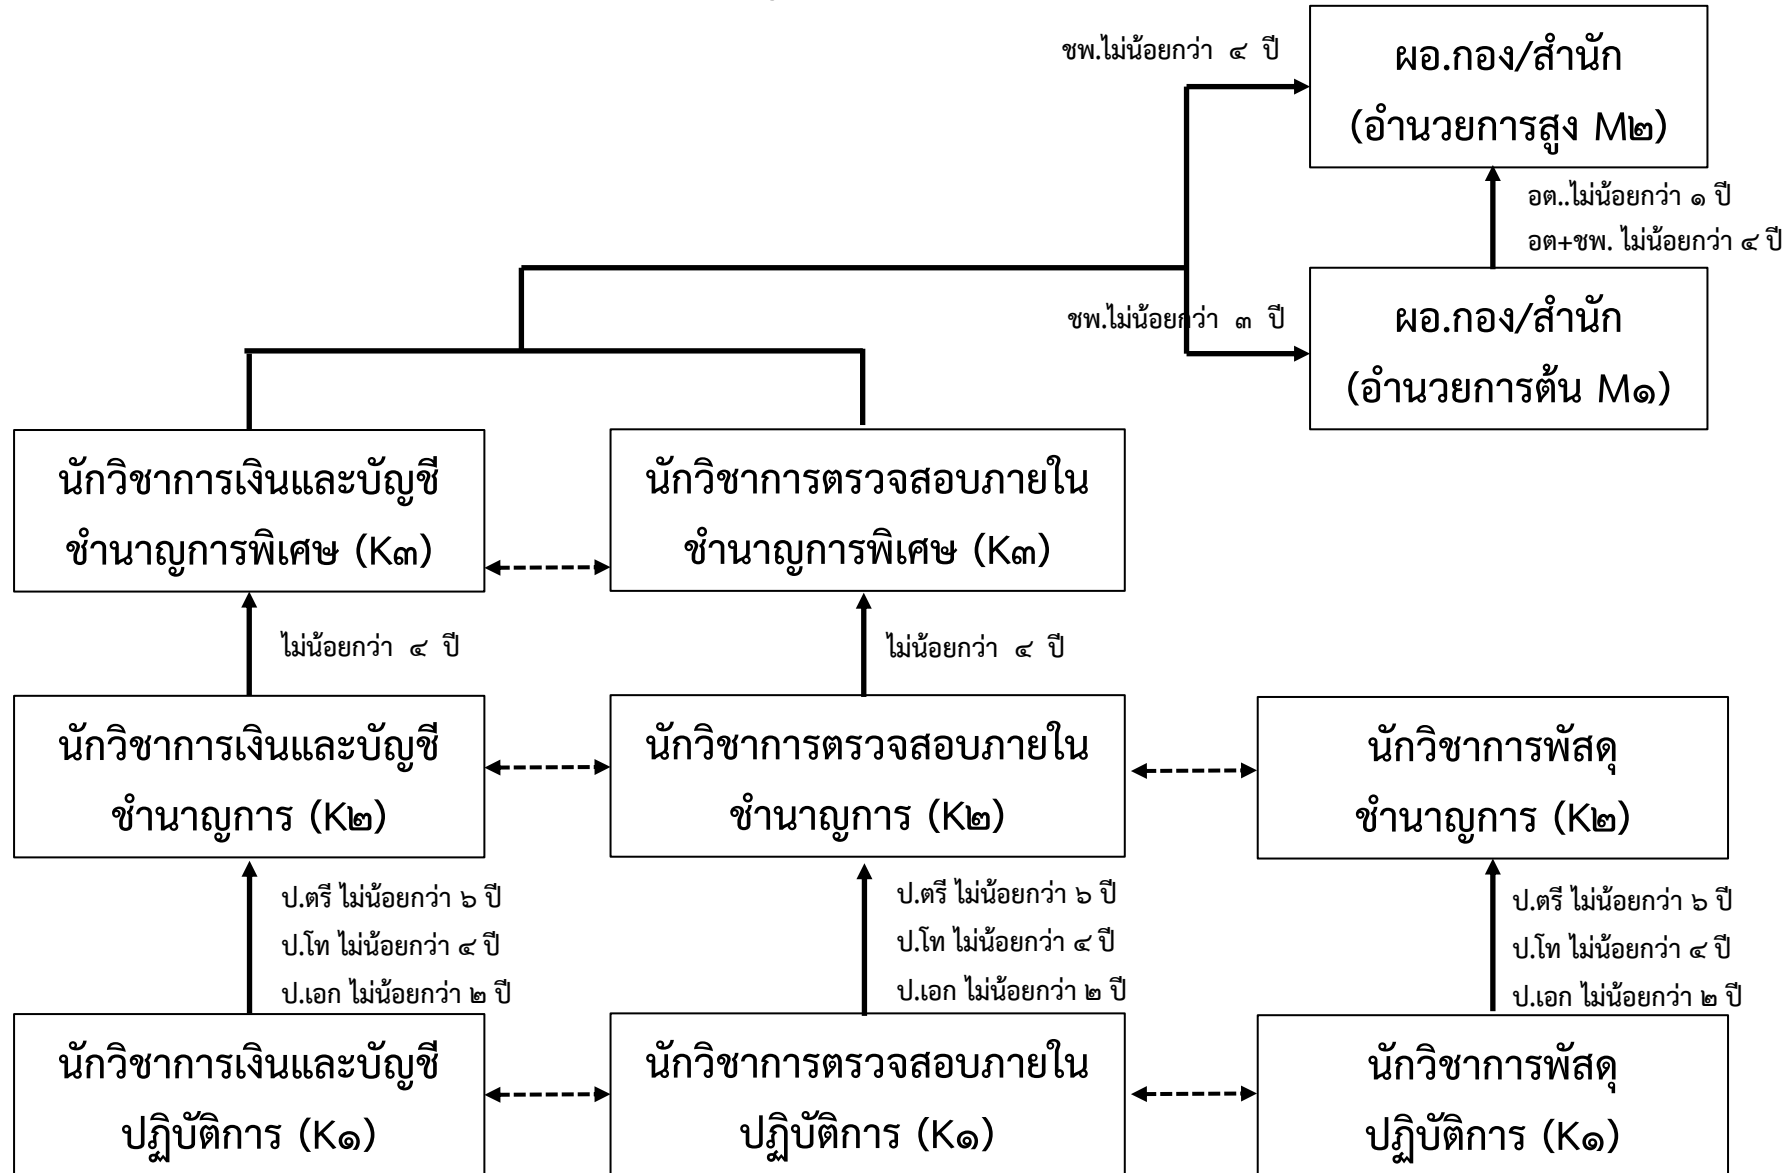 ชพ.ไม่น้อยกว่า ๔ ปี
ผอ.กอง/สำนัก
(อำนวยการสูง M๒)
อต..ไม่น้อยกว่า ๑ ปี
อต+ชพ. ไม่น้อยกว่า ๔ ปี
ชพ.ไม่น้อยกว่า ๓ ปี
ผอ.กอง/สำนัก
(อำนวยการต้น M๑)
นักวิชาการเงินและบัญชี
ชำนาญการพิเศษ (K๓)
นักวิชาการตรวจสอบภายใน
ชำนาญการพิเศษ (K๓)
ไม่น้อยกว่า ๔ ปี
ไม่น้อยกว่า ๔ ปี
นักวิชาการเงินและบัญชี
ชำนาญการ (K๒)
นักวิชาการตรวจสอบภายใน
ชำนาญการ (K๒)
นักวิชาการพัสดุ
ชำนาญการ (K๒)
ป.ตรี ไม่น้อยกว่า ๖ ปี
ป.โท ไม่น้อยกว่า ๔ ปี
ป.เอก ไม่น้อยกว่า ๒ ปี
ป.ตรี ไม่น้อยกว่า ๖ ปี
ป.โท ไม่น้อยกว่า ๔ ปี
ป.เอก ไม่น้อยกว่า ๒ ปี
ป.ตรี ไม่น้อยกว่า ๖ ปี
ป.โท ไม่น้อยกว่า ๔ ปี
ป.เอก ไม่น้อยกว่า ๒ ปี
นักวิชาการเงินและบัญชี
ปฏิบัติการ (K๑)
นักวิชาการตรวจสอบภายใน
ปฏิบัติการ (K๑)
นักวิชาการพัสดุ
ปฏิบัติการ (K๑)